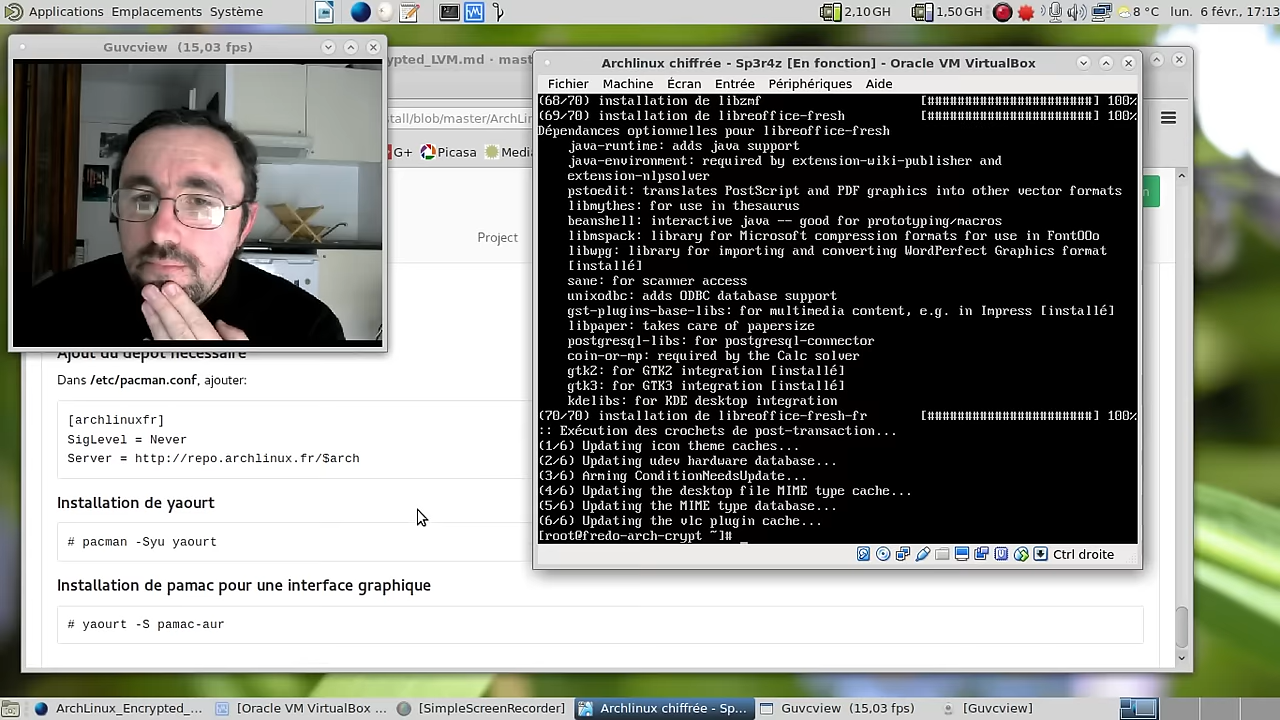 Applications Emplacements Système
2,10 GH 1,50 GH 8 °C lun. 6 févr., 17:13
Guvcview (15,03 fps)
ypted_LVM.md - mast
tall/blob/master/ArchLin
G+ Picasa Media
Project
Archlinux chiffrée - Sp3r4z [En fonction] - Oracle VM VirtualBox
Fichier Machine Écran Entrée Périphériques Aide
(68/70) installation de libzmf [######################] 100%
(69/70) installation de libreoffice-fresh [######################] 100%
Dépendances optionnelles pour libreoffice-fresh
java-runtime: adds java support
java-environment: required by extension-wiki-publisher and
extension-nlpsolver
pstoedit: translates PostScript and PDF graphics into other vector formats
libmythes: for use in thesaurus
beanshell: interactive java -- good for prototyping/macros
libmspack: library for Microsoft compression formats for use in FontOOo
libwpg: library for importing and converting WordPerfect Graphics format
[installé]
sane: for scanner access
unixodbc: adds ODBC database support
gst-plugins-base-libs: for multimedia content, e.g. in Impress [installé]
libpaper: takes care of papersize
postgresql-libs: for postgresql-connector
coin-or-mp: required by the Calc solver
gtk2: for GTK2 integration [installé]
gtk3: for GTK3 integration [installé]
kdelibs: for KDE desktop integration
(70/70) installation de libreoffice-fresh-fr [######################] 100%
:: Exécution des crochets de post-transaction...
(1/6) Updating icon theme caches...
(2/6) Updating udev hardware database...
(3/6) Arming ConditionNeedsUpdate...
(4/6) Updating the desktop file MIME type cache...
(5/6) Updating the MIME type database...
(6/6) Updating the vlc plugin cache...
[root@fredo-arch-crypt ~]# _
Ctrl droite
Ajout du dépôt nécessaire
Dans /etc/pacman.conf, ajouter:
[archlinuxfr]
SigLevel = Never
Server = http://repo.archlinux.fr/$arch
Installation de yaourt
# pacman -Syu yaourt
Installation de pamac pour une interface graphique
# yaourt -S pamac-aur
ArchLinux_Encrypted_... [Oracle VM VirtualBox ... [SimpleScreenRecorder] Archlinux chiffrée - Sp... Guvcview (15,03 fps) [Guvcview]